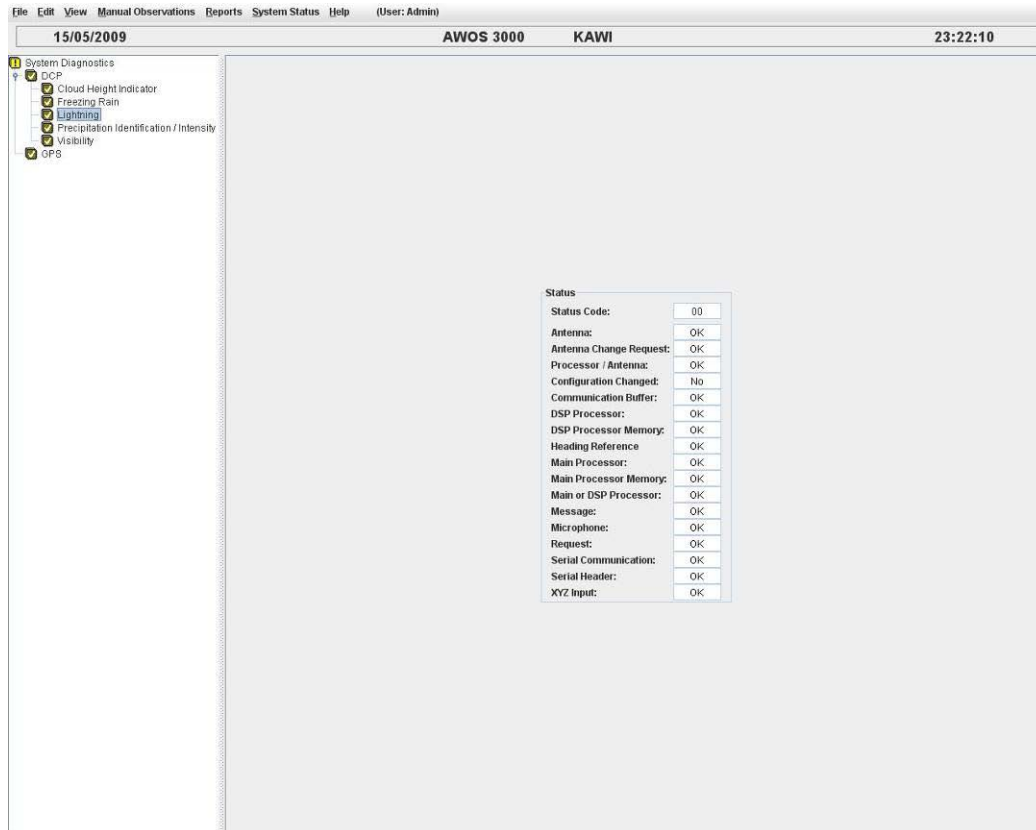 File Edit View Manual Observations Reports System Status Help (User: Admin)
15/05/2009 AWOS 3000 KAWI 23:22:10
System Diagnostics
DCP
Cloud Height Indicator
Freezing Rain
Lightning
Precipitation Identification / Intensity
Visibility
GPS
Status
Status Code: 00
Antenna: OK
Antenna Change Request: OK
Processor / Antenna: OK
Configuration Changed: No
Communication Buffer: OK
DSP Processor: OK
DSP Processor Memory: OK
Heading Reference OK
Main Processor: OK
Main Processor Memory: OK
Main or DSP Processor: OK
Message: OK
Microphone: OK
Request: OK
Serial Communication: OK
Serial Header: OK
XYZ Input: OK